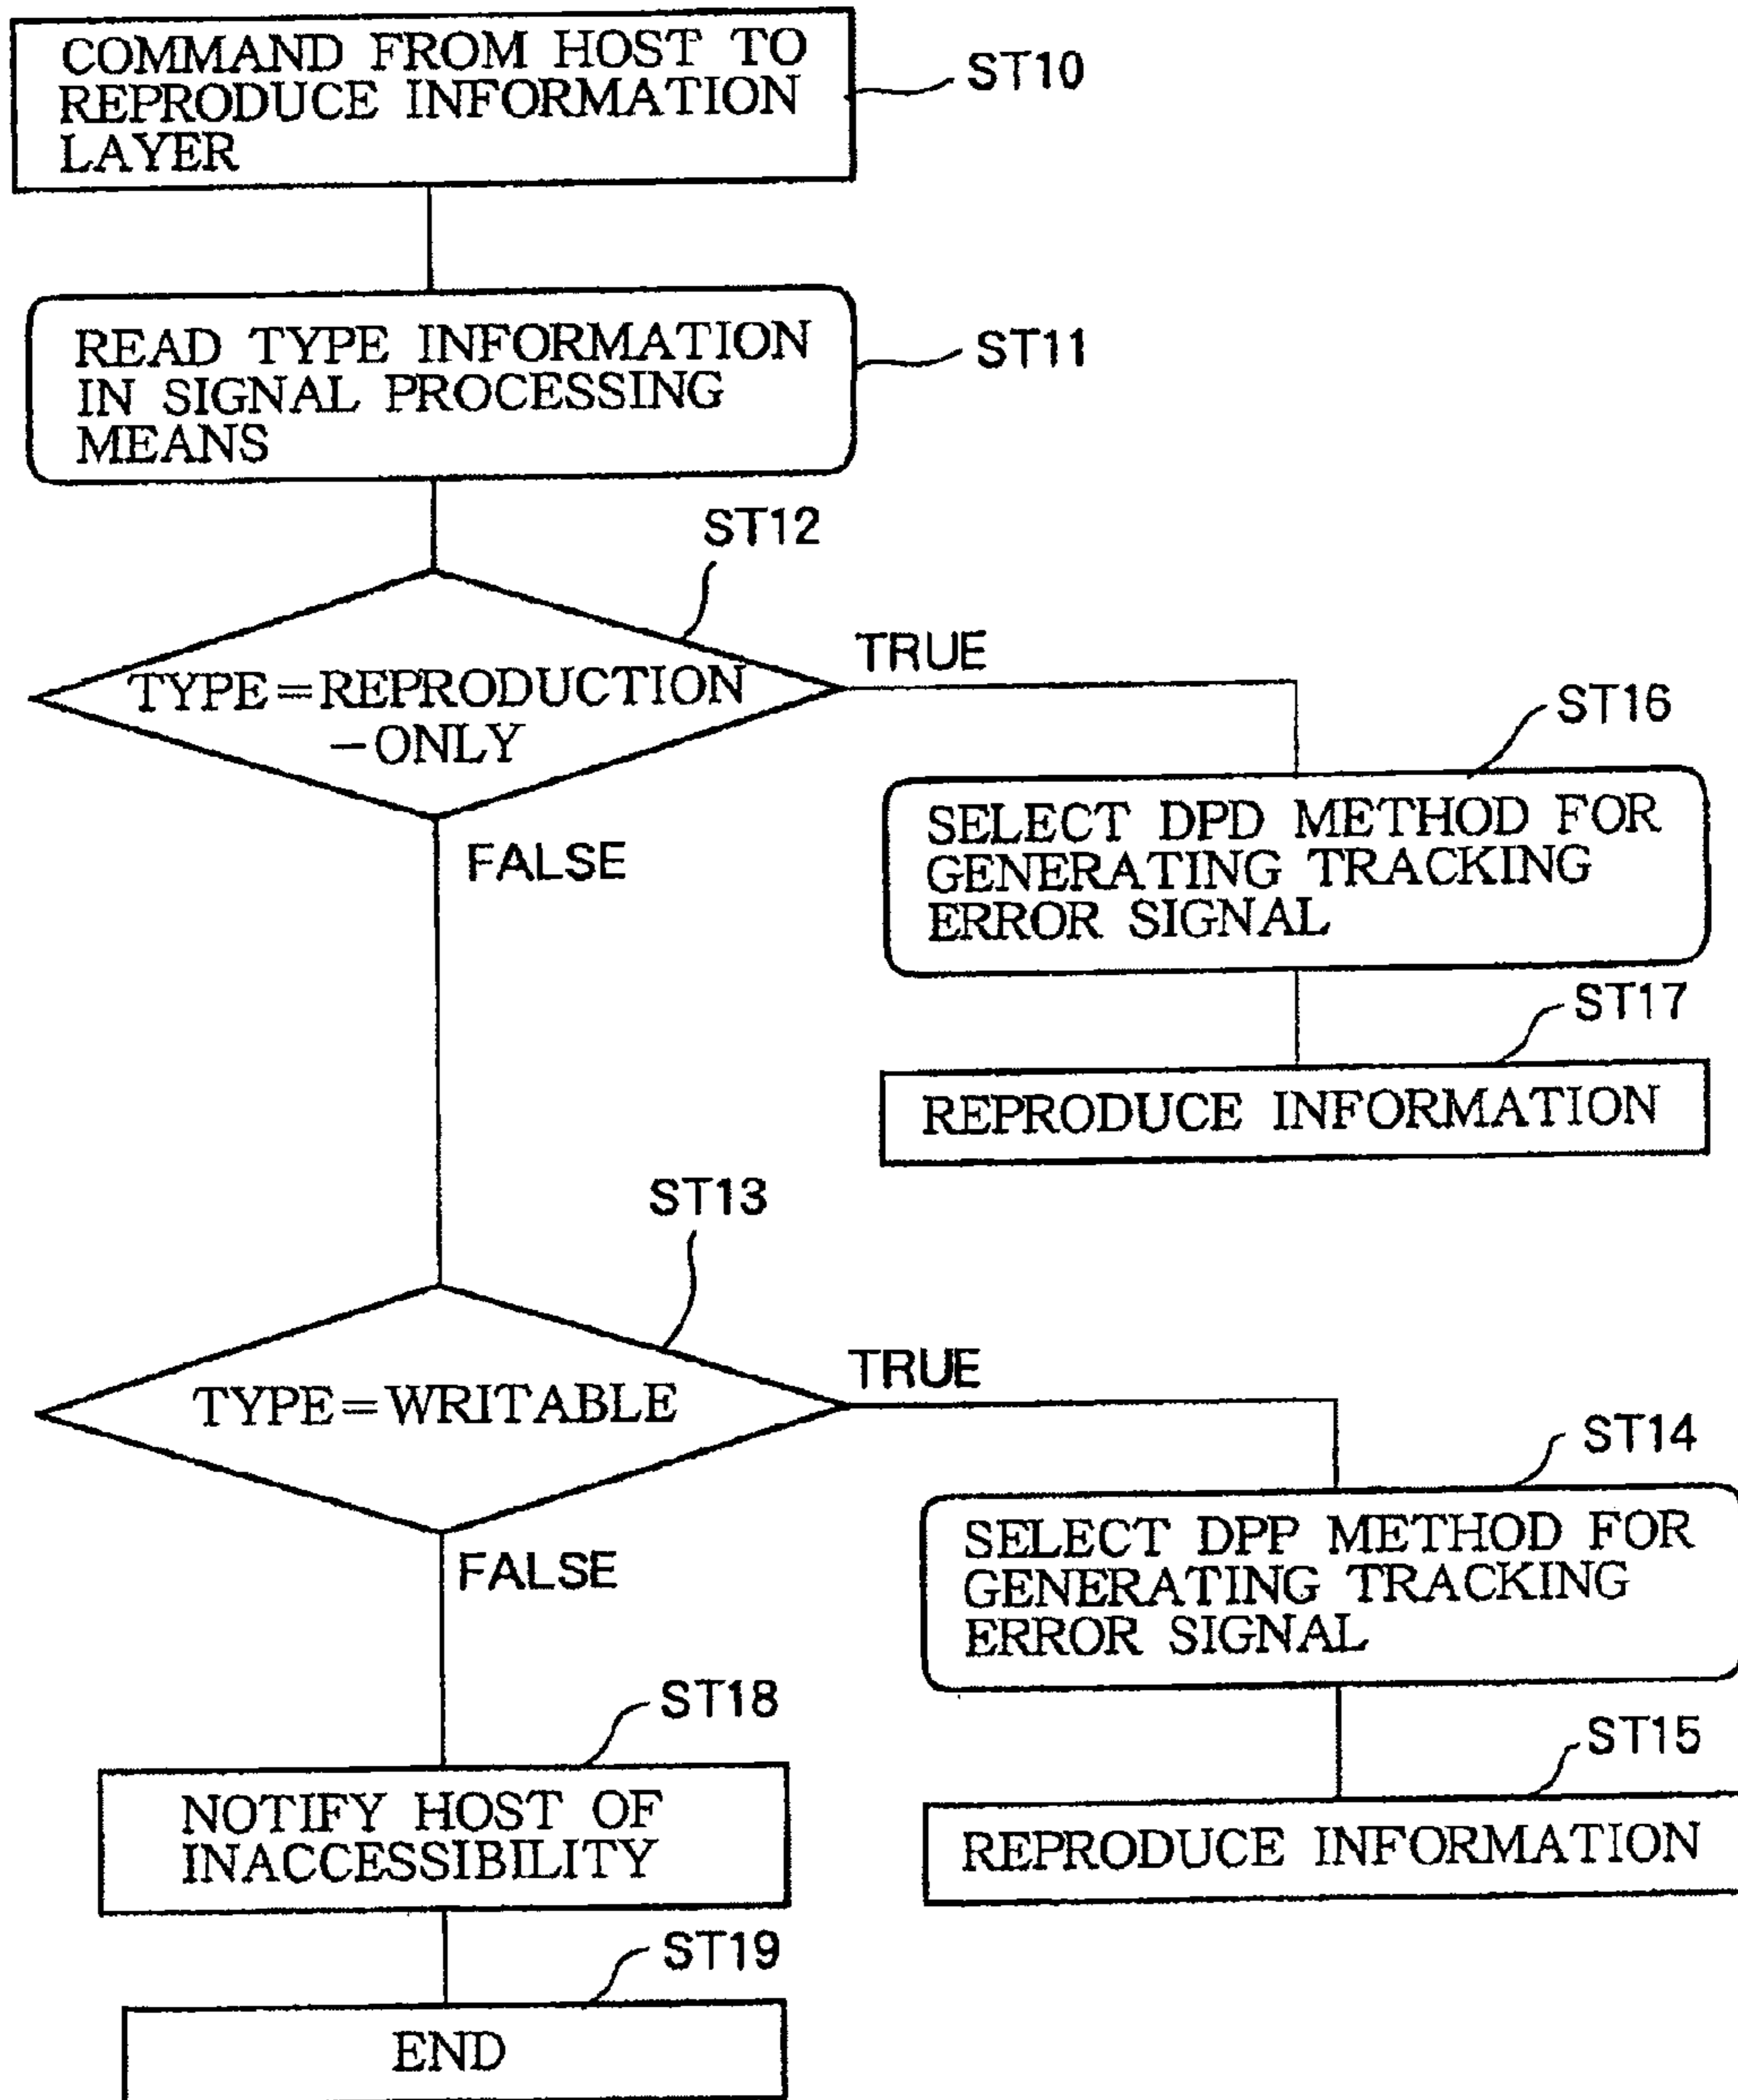 COMMAND FROM HOST TO
REPRODUCE INFORMATION
LAYER
ST10
READ TYPE INFORMATION
IN SIGNAL PROCESSING
MEANS
ST11
ST12
TYPE=REPRODUCTION
-ONLY
TRUE
FALSE
ST16
SELECT DPD METHOD FOR
GENERATING TRACKING
ERROR SIGNAL
ST17
REPRODUCE INFORMATION
ST13
TYPE=WRITABLE
TRUE
FALSE
ST14
SELECT DPP METHOD FOR
GENERATING TRACKING
ERROR SIGNAL
ST15
REPRODUCE INFORMATION
ST18
NOTIFY HOST OF
INACCESSIBILITY
ST19
END